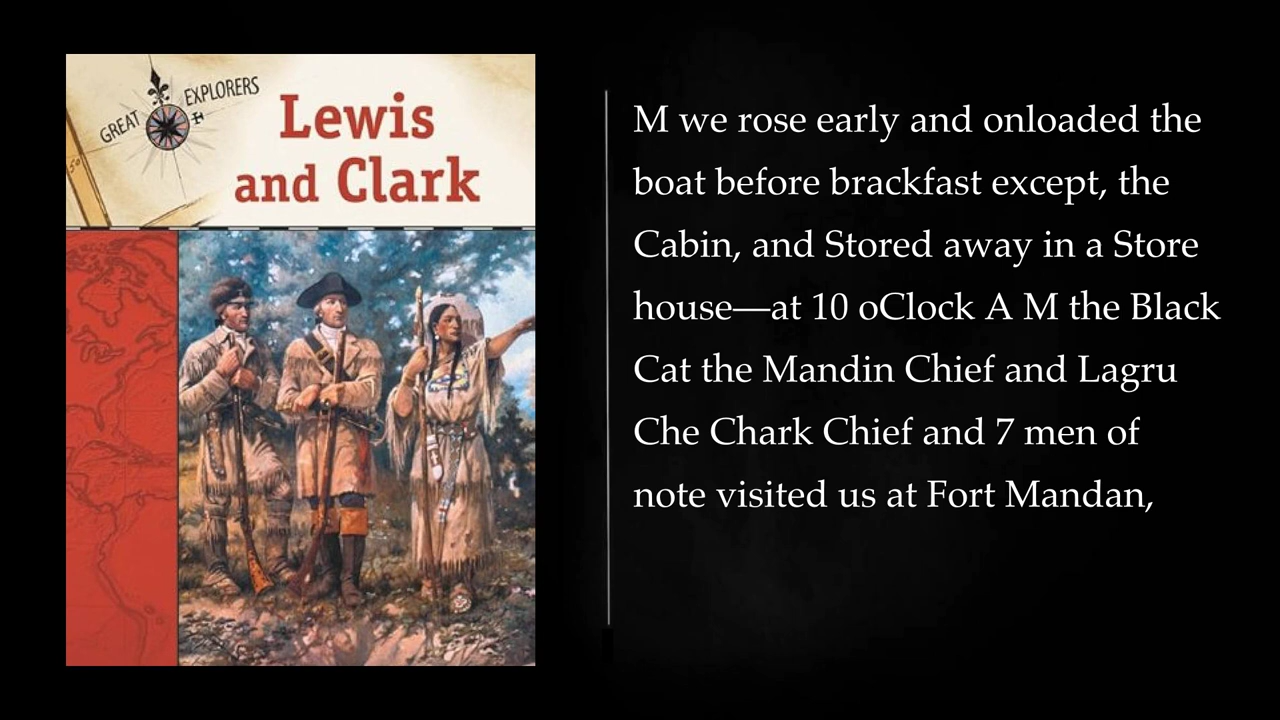 GREAT EXPLORERS
Lewis
and Clark
M we rose early and onloaded the
boat before brackfast except, the
Cabin, and Stored away in a Store
house—at 10 oClock A M the Black
Cat the Mandin Chief and Lagru
Che Chark Chief and 7 men of
note visited us at Fort Mandan,